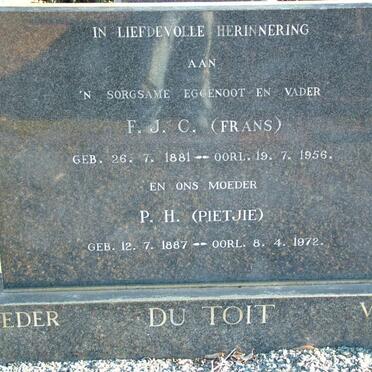 IN LIEFDEVOLLE HERINNERING
AAN
'N SORGSAME EGGENOOT EN VADER
F. J. C. (FRANS)
GEB. 26. 7. 1881 -- OORL. 19. 7. 1956.
EN ONS MOEDER
P. H. (PIETJIE)
GEB. 12. 7. 1887 -- OORL. 8. 4. 1972.
EDER DU TOIT V